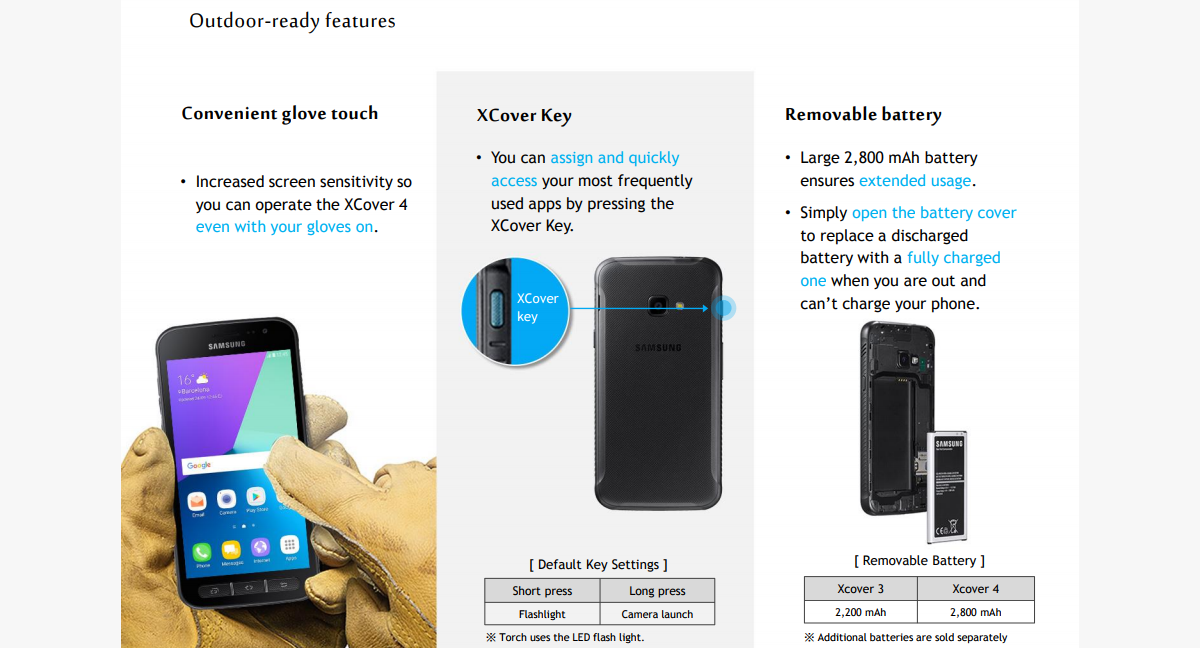 Outdoor-ready features
Convenient glove touch
• Increased screen sensitivity so
you can operate the XCover 4
even with your gloves on.
SAMSUNG
16°
Barcelona
Google
Email
Camera
Play Store
Phone
Messages
Internet
Apps
XCover Key
• You can assign and quickly
access your most frequently
used apps by pressing the
XCover Key.
XCover
key
SAMSUNG
[ Default Key Settings ]
Short press Long press
Flashlight Camera launch
※ Torch uses the LED flash light.
Removable battery
• Large 2,800 mAh battery
ensures extended usage.
• Simply open the battery cover
to replace a discharged
battery with a fully charged
one when you are out and
can’t charge your phone.
SAMSUNG
[ Removable Battery ]
Xcover 3 Xcover 4
2,200 mAh 2,800 mAh
※ Additional batteries are sold separately